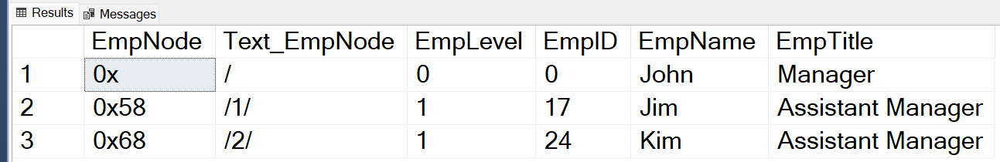 Results Messages
EmpNode Text_EmpNode EmpLevel EmpID EmpName EmpTitle
1 0x / 0 0 John Manager
2 0x58 /1/ 1 17 Jim Assistant Manager
3 0x68 /2/ 1 24 Kim Assistant Manager